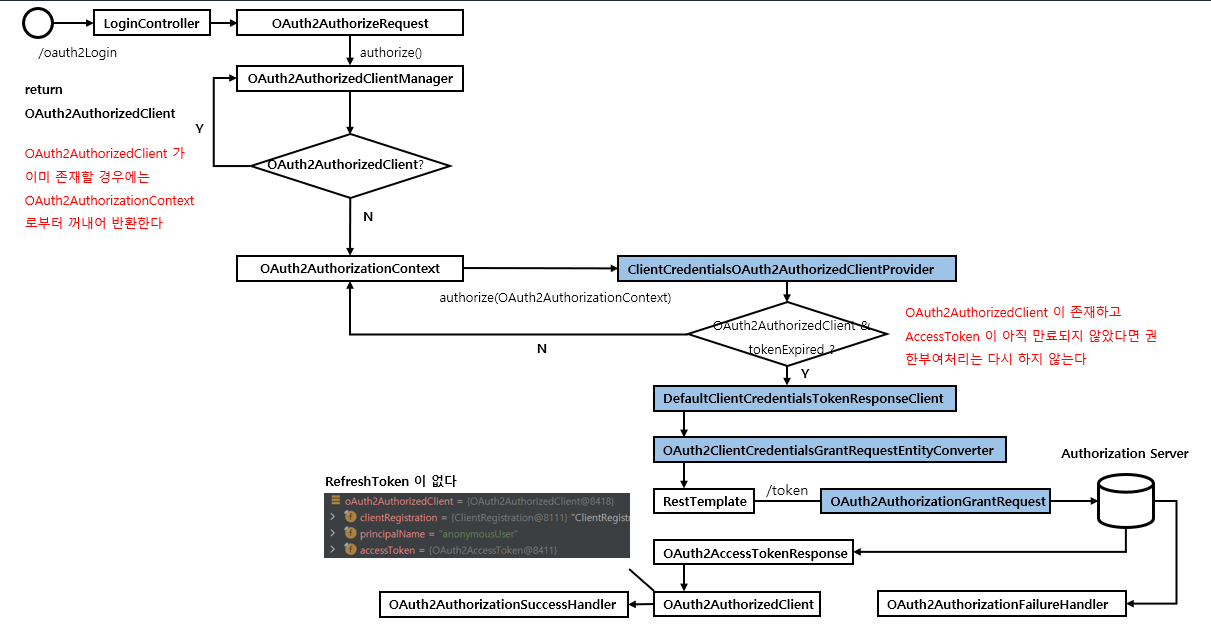 LoginController
OAuth2AuthorizeRequest
/oauth2Login
authorize()
OAuth2AuthorizedClientManager
return
OAuth2AuthorizedClient
Y
OAuth2AuthorizedClient 가
이미 존재할 경우에는
OAuth2AuthorizationContext
로부터 꺼내어 반환한다
OAuth2AuthorizedClient?
N
OAuth2AuthorizationContext
ClientCredentialsOAuth2AuthorizedClientProvider
authorize(OAuth2AuthorizationContext)
OAuth2AuthorizedClient &
tokenExpired ?
OAuth2AuthorizedClient 이 존재하고
AccessToken 이 아직 만료되지 않았다면 권
한부여처리는 다시 하지 않는다
N
Y
DefaultClientCredentialsTokenResponseClient
OAuth2ClientCredentialsGrantRequestEntityConverter
Authorization Server
RestTemplate
/token
OAuth2AuthorizationGrantRequest
RefreshToken 이 없다
oAuth2AuthorizedClient = {OAuth2AuthorizedClient@8418}
clientRegistration = {ClientRegistration@8111} "ClientRegistr
principalName = "anonymousUser"
accessToken = {OAuth2AccessToken@8411}
OAuth2AccessTokenResponse
OAuth2AuthorizationSuccessHandler
OAuth2AuthorizedClient
OAuth2AuthorizationFailureHandler